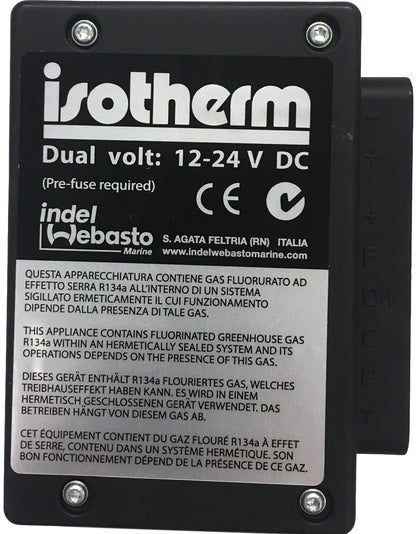 isotherm
Dual volt: 12-24 V DC
(Pre-fuse required)
CE
indel
Webasto
Marine
S. AGATA FELTRIA (RN) ITALIA
www.indelwebastomarine.com
QUESTA APPARECCHIATURA CONTIENE GAS FLUORURATO AD
EFFETTO SERRA R134a ALL'INTERNO DI UN SISTEMA
SIGILLATO ERMETICAMENTE IL CUI FUNZIONAMENTO
DIPENDE DALLA PRESENZA DI TALE GAS.
THIS APPLIANCE CONTAINS FLUORINATED GREENHOUSE GAS
R134a WITHIN AN HERMETICALLY SEALED SYSTEM AND ITS
OPERATIONS DEPENDS ON THE PRESENCE OF THIS GAS.
DIESES GERÄT ENTHÄLT R134a FLOURIERTES GAS, WELCHES
TREIBHAUSEFFEKT HABEN KANN. ES WIRD IN EINEM
HERMETISCH GESCHLOSSENEN GERÄT VERWENDET. DAS
BETREIBEN HÄNGT VON DIESEM GAS AB.
CET ÉQUIPEMENT CONTIENT DU GAZ FLOURÉ R134a À EFFET
DE SERRE, CONTENU DANS UN SYSTÈME HERMÉTIQUE. SON
BON FONCTIONNEMENT DÉPEND DE LA PRÉSENCE DE CE GAZ.
-
+
+
F
D
C
P
T